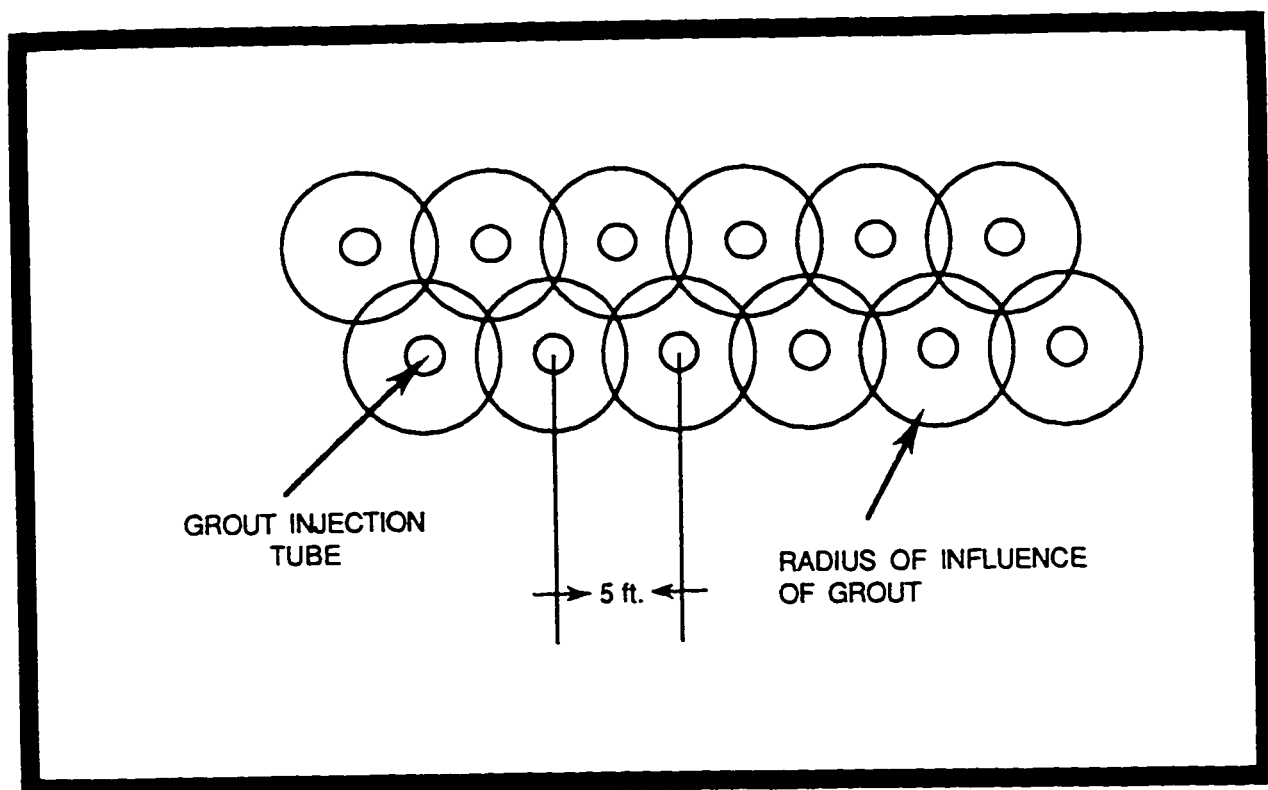 GROUT INJECTION
TUBE
5 ft.
RADIUS OF INFLUENCE
OF GROUT